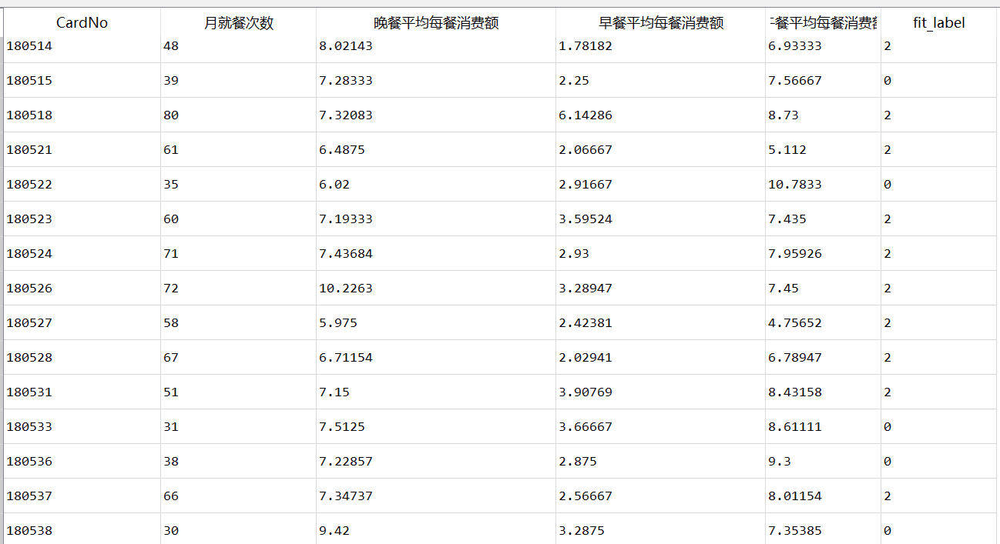 CardNo 月就餐次数 晚餐平均每餐消费额 早餐平均每餐消费额 餐平均每餐消费 fit_label
180514 48 8.02143 1.78182 6.93333 2
180515 39 7.28333 2.25 7.56667 0
180518 80 7.32083 6.14286 8.73 2
180521 61 6.4875 2.06667 5.112 2
180522 35 6.02 2.91667 10.7833 0
180523 60 7.19333 3.59524 7.435 2
180524 71 7.43684 2.93 7.95926 2
180526 72 10.2263 3.28947 7.45 2
180527 58 5.975 2.42381 4.75652 2
180528 67 6.71154 2.02941 6.78947 2
180531 51 7.15 3.90769 8.43158 2
180533 31 7.5125 3.66667 8.61111 0
180536 38 7.22857 2.875 9.3 0
180537 66 7.34737 2.56667 8.01154 2
180538 30 9.42 3.2875 7.35385 0